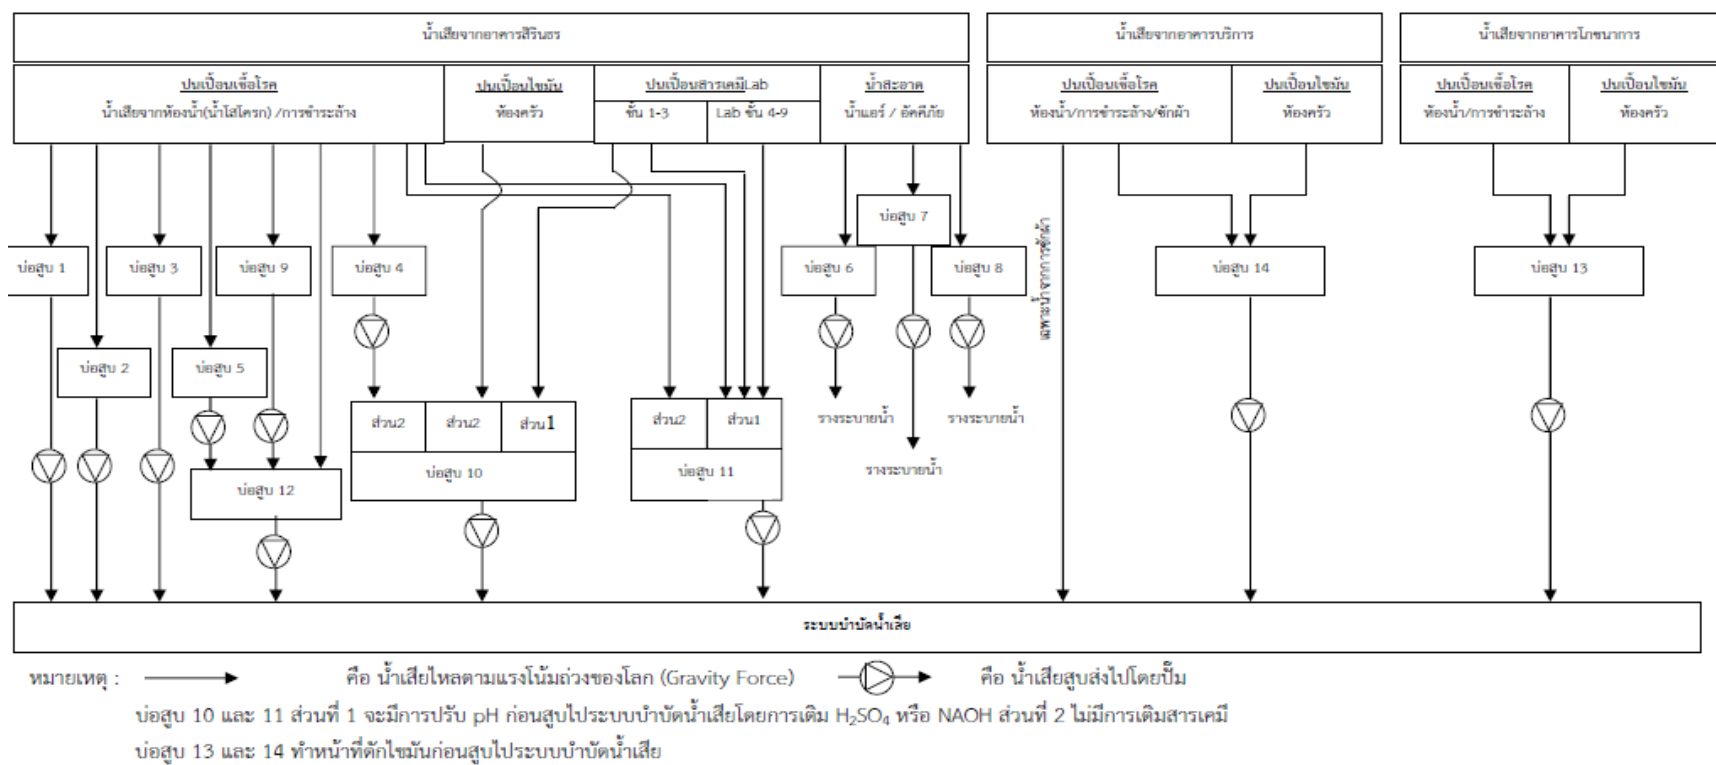 น้ำเสียจากอาคารสิรินธร
น้ำเสียจากอาคารบริการ
น้ำเสียจากอาคารโภชนาการ
ปนเปื้อนเชื้อโรค
น้ำเสียจากห้องน้ำ(น้ำโสโครก) /การชำระล้าง
ปนเปื้อนไขมัน
ห้องครัว
ปนเปื้อนสารเคมีLab
ชั้น 1-3
Lab ชั้น 4-9
น้ำสะอาด
น้ำแอร์ / อัคคีภัย
ปนเปื้อนเชื้อโรค
ห้องน้ำ/การชำระล้าง/ซักผ้า
ปนเปื้อนไขมัน
ห้องครัว
ปนเปื้อนเชื้อโรค
ห้องน้ำ/การชำระล้าง
ปนเปื้อนไขมัน
ห้องครัว
บ่อสูบ 7
บ่อสูบ 1
บ่อสูบ 3
บ่อสูบ 9
บ่อสูบ 4
บ่อสูบ 6
บ่อสูบ 8
เฉพาะน้ำจากการซักผ้า
บ่อสูบ 14
บ่อสูบ 13
บ่อสูบ 2
บ่อสูบ 5
ส่วน2
ส่วน2
ส่วน1
บ่อสูบ 10
ส่วน2
ส่วน1
บ่อสูบ 11
รางระบายน้ำ
รางระบายน้ำ
รางระบายน้ำ
บ่อสูบ 12
ระบบบำบัดน้ำเสีย
หมายเหตุ : คือ น้ำเสียไหลตามแรงโน้มถ่วงของโลก (Gravity Force) คือ น้ำเสียสูบส่งไปโดยปั๊ม
บ่อสูบ 10 และ 11 ส่วนที่ 1 จะมีการปรับ pH ก่อนสูบไประบบบำบัดน้ำเสียโดยการเติม H₂SO₄ หรือ NAOH ส่วนที่ 2 ไม่มีการเติมสารเคมี
บ่อสูบ 13 และ 14 ทำหน้าที่ดักไขมันก่อนสูบไประบบบำบัดน้ำเสีย